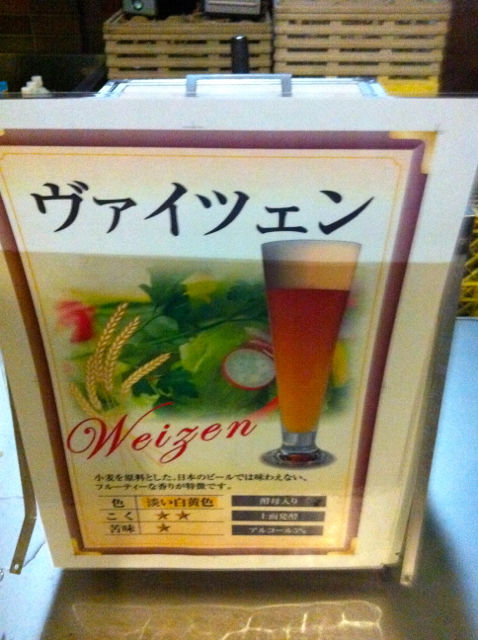 ヴァイツェン
Weizen
小麦を原料とした、日本のビールでは味わえない、
フルーティーな香りが特徴です。
色 淡い白黄色 酵母入り
こく ★★ 上面発酵
苦味 ★ アルコール5%